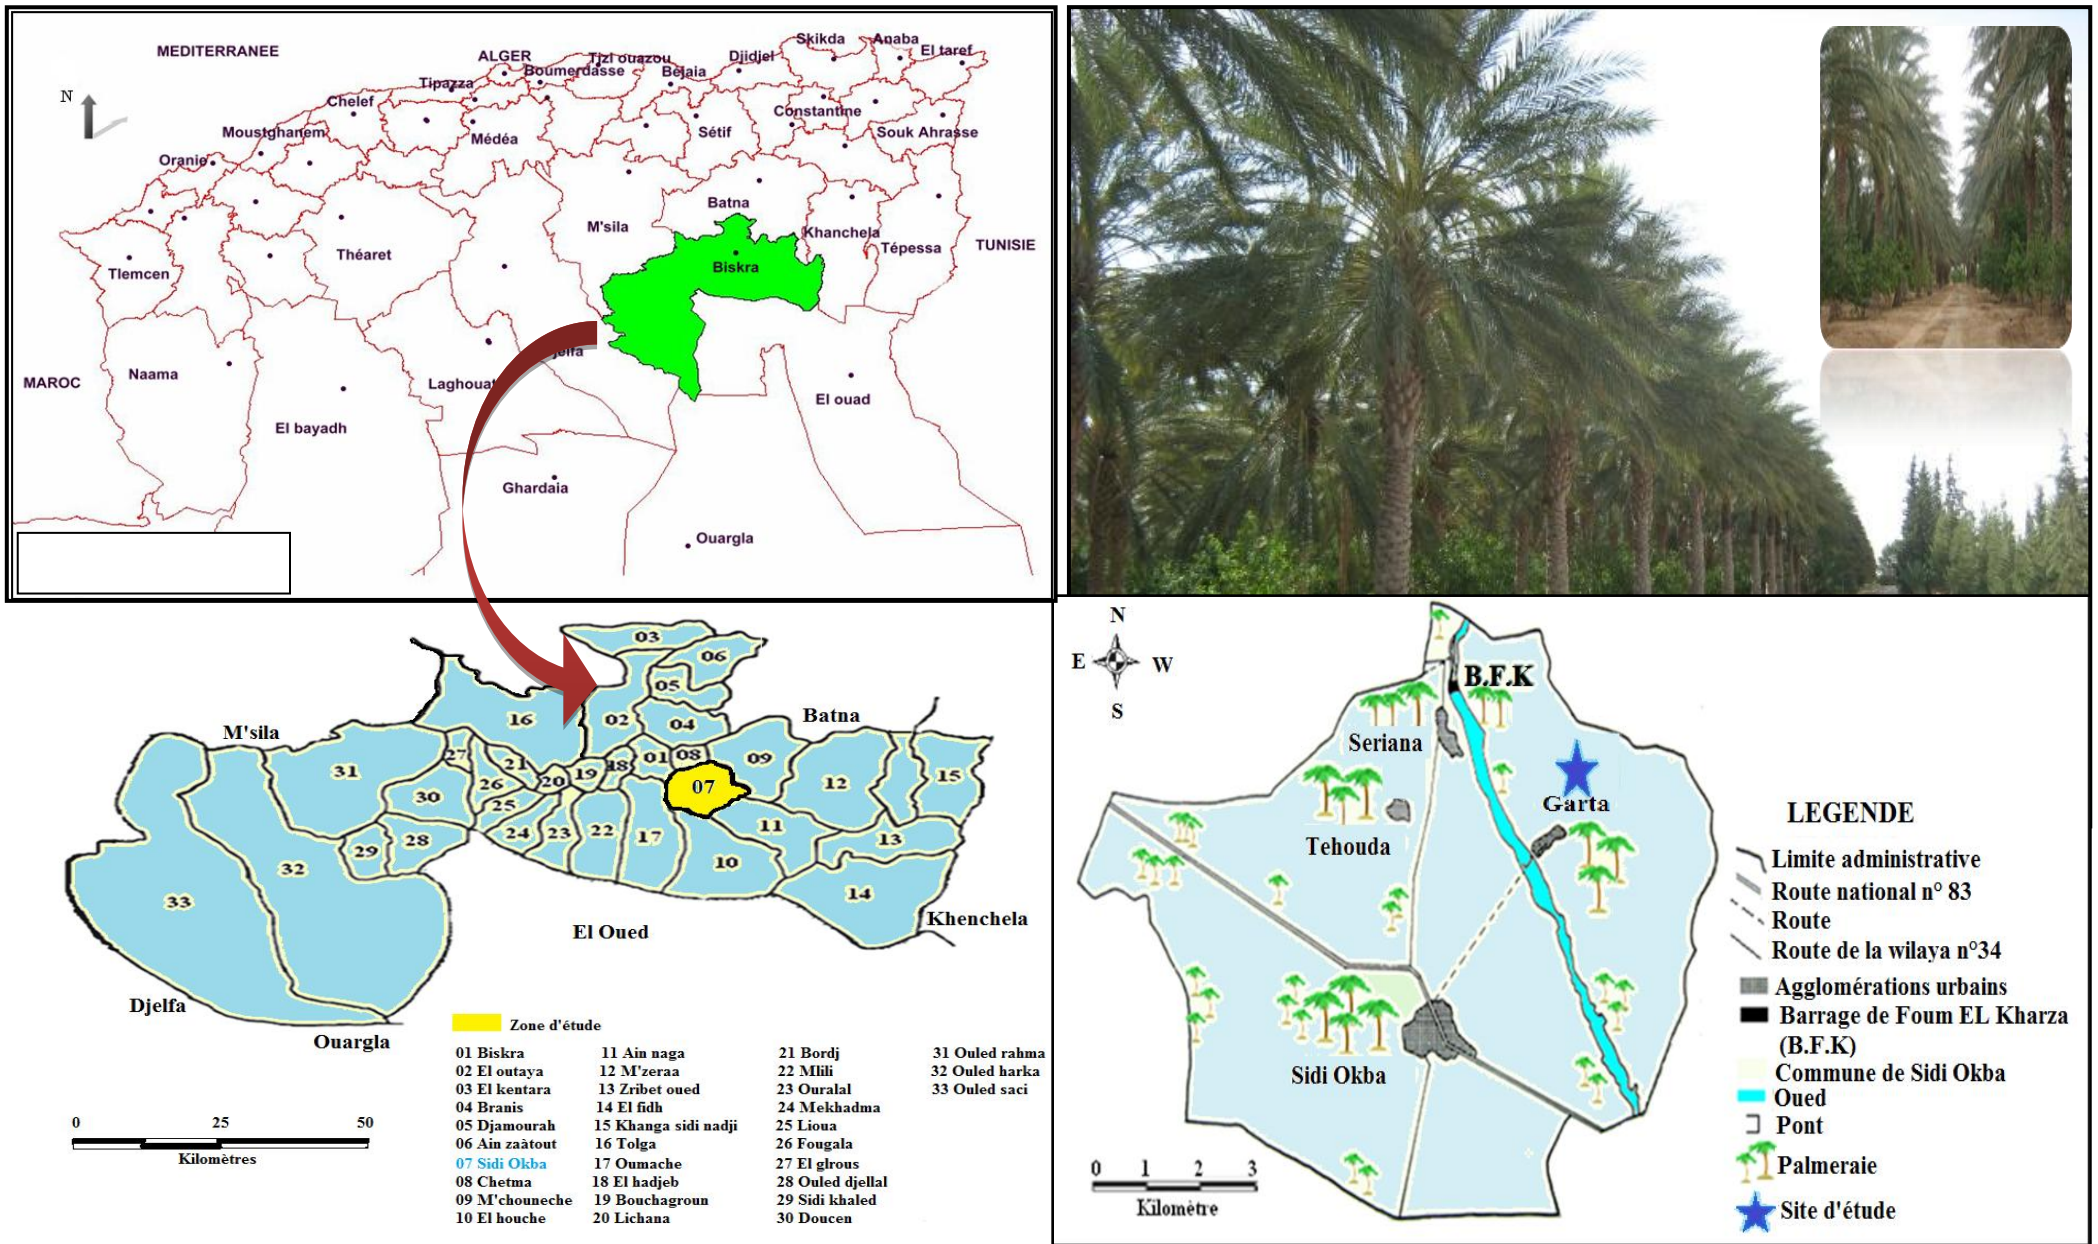 MEDITERRANEE
N
Skikda
Anaba
El taref
Djidjel
ALGER
Tizi ouazou
Boumerdasse
Béjaia
Tipazza
Chelef
Constantine
Moustghanem
Médéa
Sétif
Souk Ahrasse
Oranie
Batna
M'sila
Khanchela
Tépessa
TUNISIE
Théaret
Tlemcen
Biskra
Naama
MAROC
Laghouat
El ouad
El bayadh
Ghardaia
Ouargla
03
06
05
16
02
04
M'sila
Batna
27
21
01
08
09
31
26
20
19
18
07
12
15
30
25
24
23
22
17
11
13
28
29
10
32
33
14
Khenchela
El Oued
Djelfa
Ouargla
Zone d'étude
01 Biskra
02 El outaya
03 El kentara
04 Branis
05 Djamourah
06 Ain zaàtout
07 Sidi Okba
08 Chetma
09 M'chouneche
10 El houche
11 Ain naga
12 M'zeraa
13 Zribet oued
14 El fidh
15 Khanga sidi nadji
16 Tolga
17 Oumache
18 El hadjeb
19 Bouchagroun
20 Lichana
21 Bordj
22 Mlili
23 Ouralal
24 Mekhadma
25 Lioua
26 Fougala
27 El glrous
28 Ouled djellal
29 Sidi khaled
30 Doucen
31 Ouled rahma
32 Ouled harka
33 Ouled saci
0 25 50
Kilomètres
N
E W
S
B.F.K
Seriana
Garta
Tehouda
Sidi Okba
0 1 2 3
Kilomètre
LEGENDE
Limite administrative
Route national n° 83
Route
Route de la wilaya n°34
Agglomérations urbains
Barrage de Foum EL Kharza
(B.F.K)
Commune de Sidi Okba
Oued
Pont
Palmeraie
Site d'étude